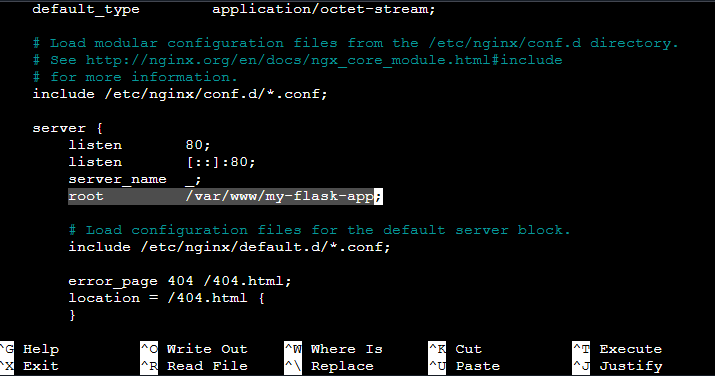 default_type        application/octet-stream;
# Load modular configuration files from the /etc/nginx/conf.d directory.
# See http://nginx.org/en/docs/ngx_core_module.html#include
# for more information.
include /etc/nginx/conf.d/*.conf;
server {
listen       80;
listen       [::]:80;
server_name  _;
root         /var/www/my-flask-app;
# Load configuration files for the default server block.
include /etc/nginx/default.d/*.conf;
error_page 404 /404.html;
location = /404.html {
}
^G Help ^O Write Out ^W Where Is ^K Cut ^T Execute
^X Exit ^R Read File ^\ Replace ^U Paste ^J Justify